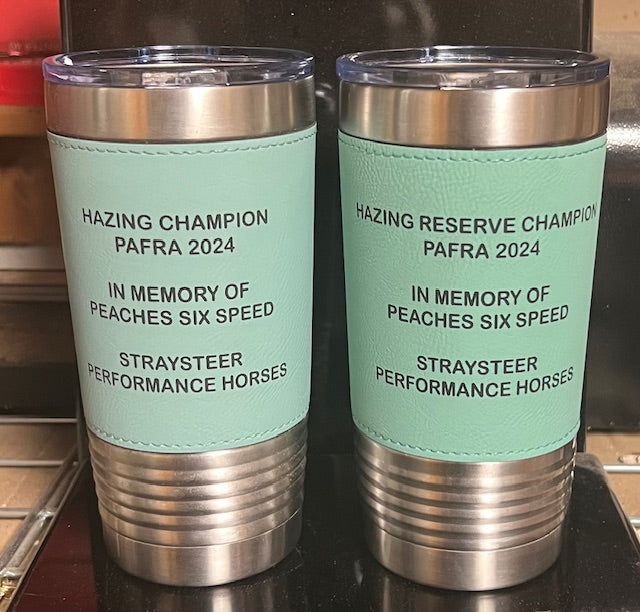 HAZING CHAMPION
PAFRA 2024
IN MEMORY OF
PEACHES SIX SPEED
STRAYSTEER
PERFORMANCE HORSES
HAZING RESERVE CHAMPION
PAFRA 2024
IN MEMORY OF
PEACHES SIX SPEED
STRAYSTEER
PERFORMANCE HORSES